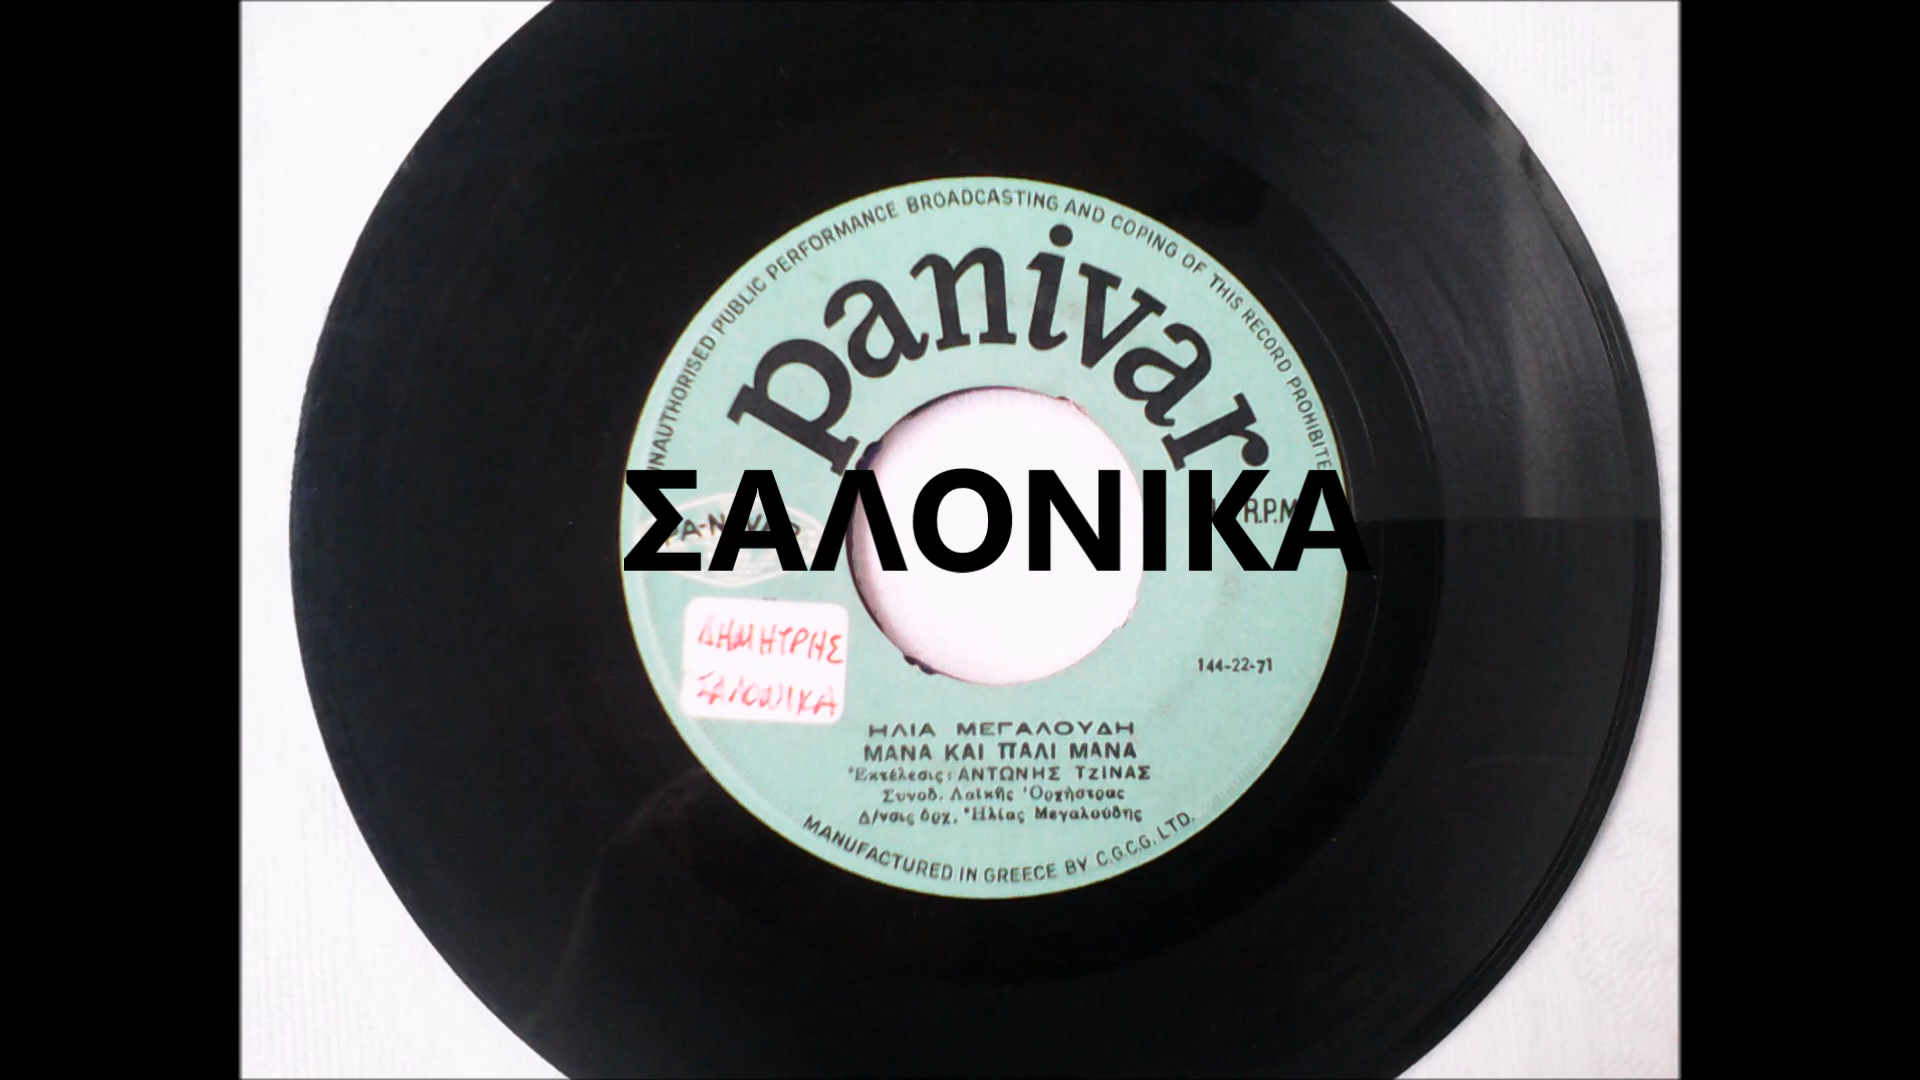 UNAUTHORISED PUBLIC PERFORMANCE BROADCASTING AND COPING OF THIS RECORD PROHIBITE
panivar
ΣΑΛΟΝΙΚΑ
R.P.M
ΔΗΜΗΤΡΗΣ
ΣΑΛΟΝΙΚΑ
144-22-71
ΗΛΙΑ ΜΕΓΑΛΟΥΔΗ
ΜΑΝΑ ΚΑΙ ΠΑΛΙ ΜΑΝΑ
Ἐκτέλεσις: ΑΝΤΩΝΗΣ ΤΖΙΝΑΣ
Συνοδ. Λαϊκῆς Ὀρχήστρας
Δ/νσις ὀρχ. Ἠλίας Μεγαλούδης
MANUFACTURED IN GREECE BY C.G.C.G. LTD.